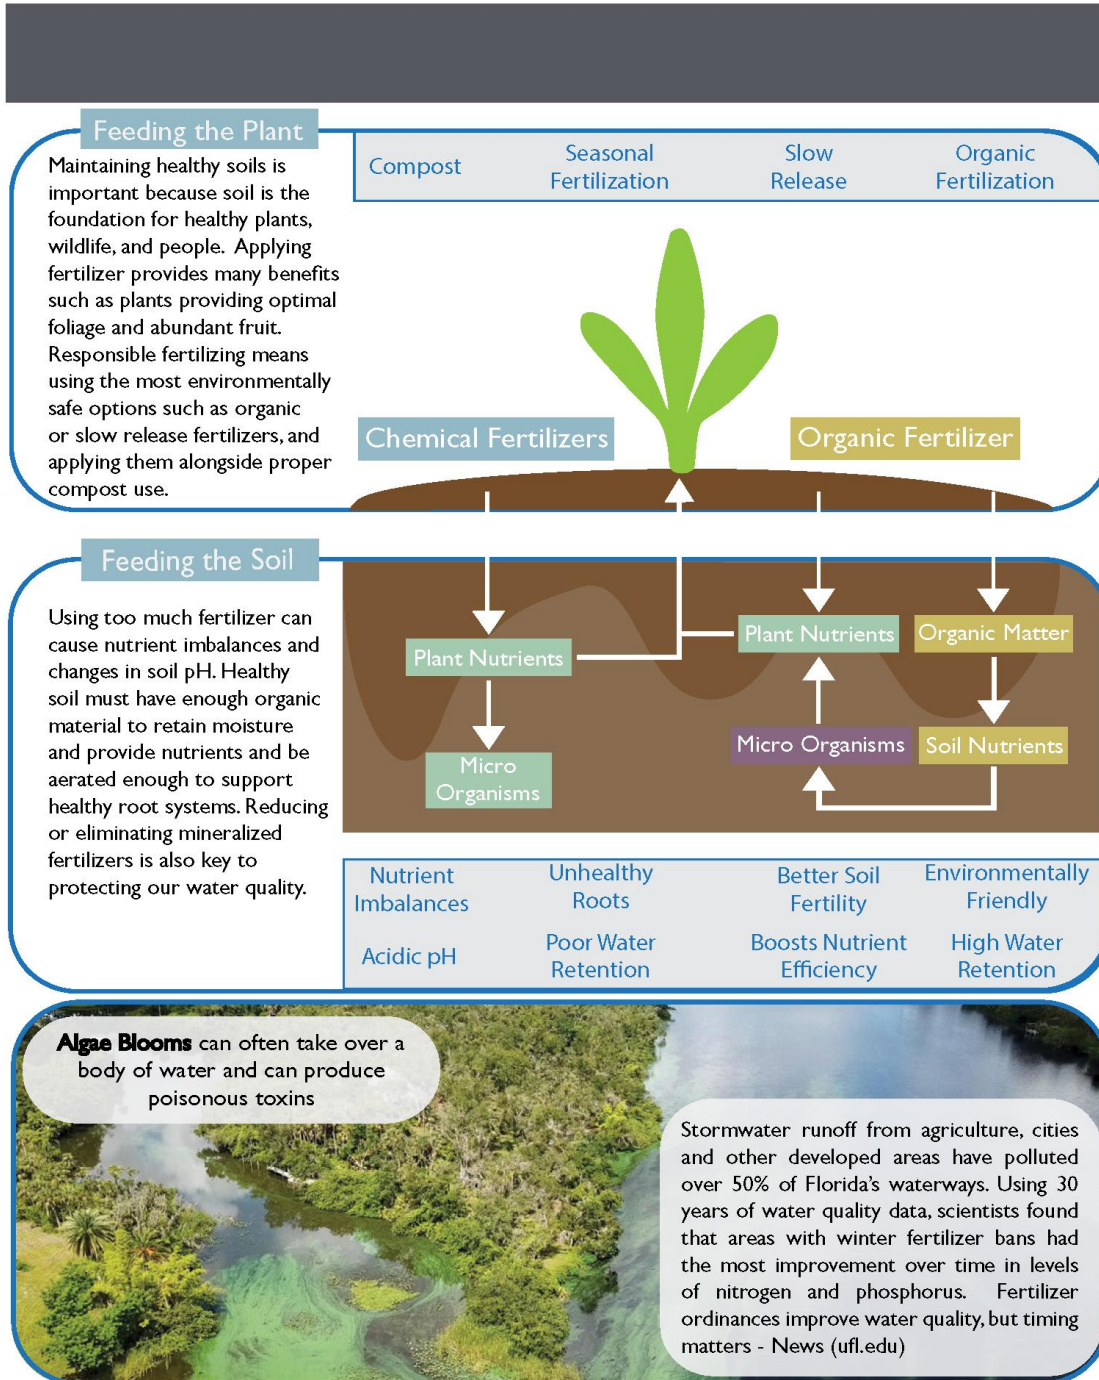 Feeding the Plant
Maintaining healthy soils is
important because soil is the
foundation for healthy plants,
wildlife, and people.  Applying
fertilizer provides many benefits
such as plants providing optimal
foliage and abundant fruit.
Responsible fertilizing means
using the most environmentally
safe options such as organic
or slow release fertilizers, and
applying them alongside proper
compost use.
Compost
Seasonal
Fertilization
Slow
Release
Organic
Fertilization
Chemical Fertilizers
Organic Fertilizer
Feeding the Soil
Using too much fertilizer can
cause nutrient imbalances and
changes in soil pH. Healthy
soil must have enough organic
material to retain moisture
and provide nutrients and be
aerated enough to support
healthy root systems. Reducing
or eliminating mineralized
fertilizers is also key to
protecting our water quality.
Plant Nutrients
Micro
Organisms
Plant Nutrients
Organic Matter
Micro Organisms
Soil Nutrients
Nutrient
Imbalances
Unhealthy
Roots
Better Soil
Fertility
Environmentally
Friendly
Acidic pH
Poor Water
Retention
Boosts Nutrient
Efficiency
High Water
Retention
Algae Blooms can often take over a
body of water and can produce
poisonous toxins
Stormwater runoff from agriculture, cities
and other developed areas have polluted
over 50% of Florida's waterways. Using 30
years of water quality data, scientists found
that areas with winter fertilizer bans had
the most improvement over time in levels
of nitrogen and phosphorus.  Fertilizer
ordinances improve water quality, but timing
matters - News (ufl.edu)